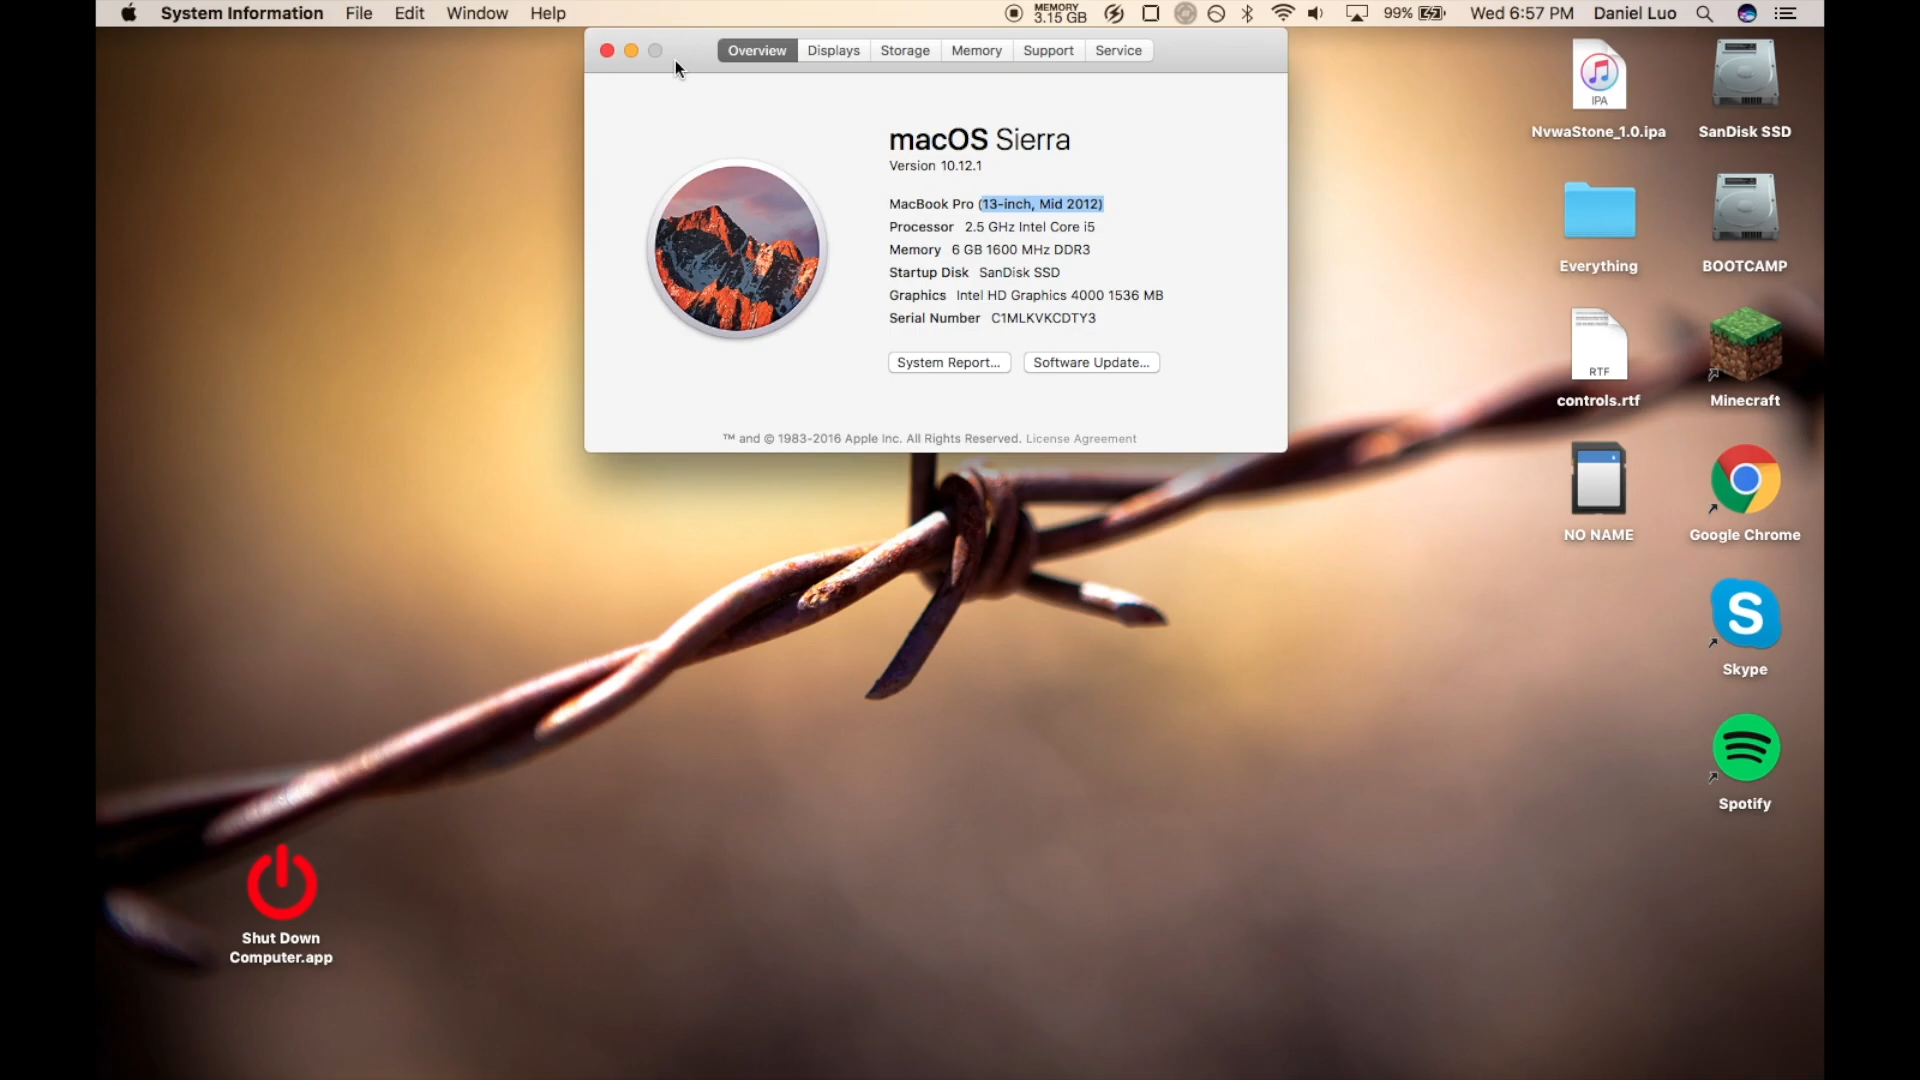 System Information File Edit Window Help MEMORY 3.15 GB 99% Wed 6:57 PM Daniel Luo
Overview Displays Storage Memory Support Service
macOS Sierra
Version 10.12.1
MacBook Pro (13-inch, Mid 2012)
Processor 2.5 GHz Intel Core i5
Memory 6 GB 1600 MHz DDR3
Startup Disk SanDisk SSD
Graphics Intel HD Graphics 4000 1536 MB
Serial Number C1MLKVKCDTY3
System Report... Software Update...
™ and © 1983-2016 Apple Inc. All Rights Reserved. License Agreement
IPA
NvwaStone_1.0.ipa SanDisk SSD
Everything BOOTCAMP
RTF
controls.rtf Minecraft
NO NAME Google Chrome
S
Skype
Spotify
Shut Down
Computer.app